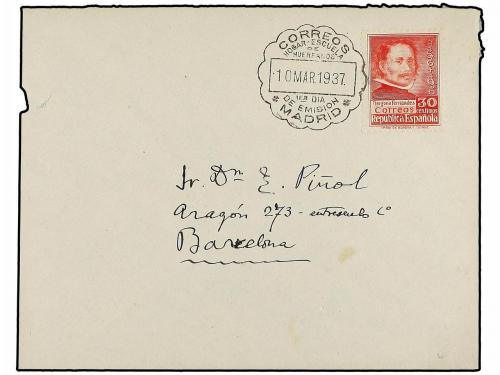 CORREOS
HOGAR-ESCUELA
DE
HUERFANOS
10 MAR. 1937.
1ER DIA
DE EMISION
* MADRID *
Gregorio Fernández
30
CORREOS céntimos
República Española
Sr. Dn E. Piñol
Aragón 273 - entresuelo
Barcelona